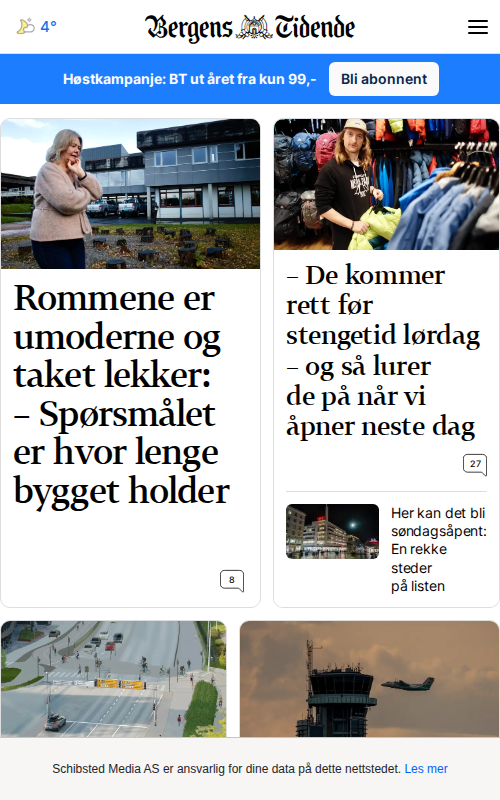 4°
Bergens Tidende
Høstkampanje: BT ut året fra kun 99,-
Bli abonnent
Rommene er
umoderne og
taket lekker:
– Spørsmålet
er hvor lenge
bygget holder
8
– De kommer
rett før
stengetid lørdag
– og så lurer
de på når vi
åpner neste dag
27
Her kan det bli
søndagsåpent:
En rekke
steder
på listen
Schibsted Media AS er ansvarlig for dine data på dette nettstedet. Les mer